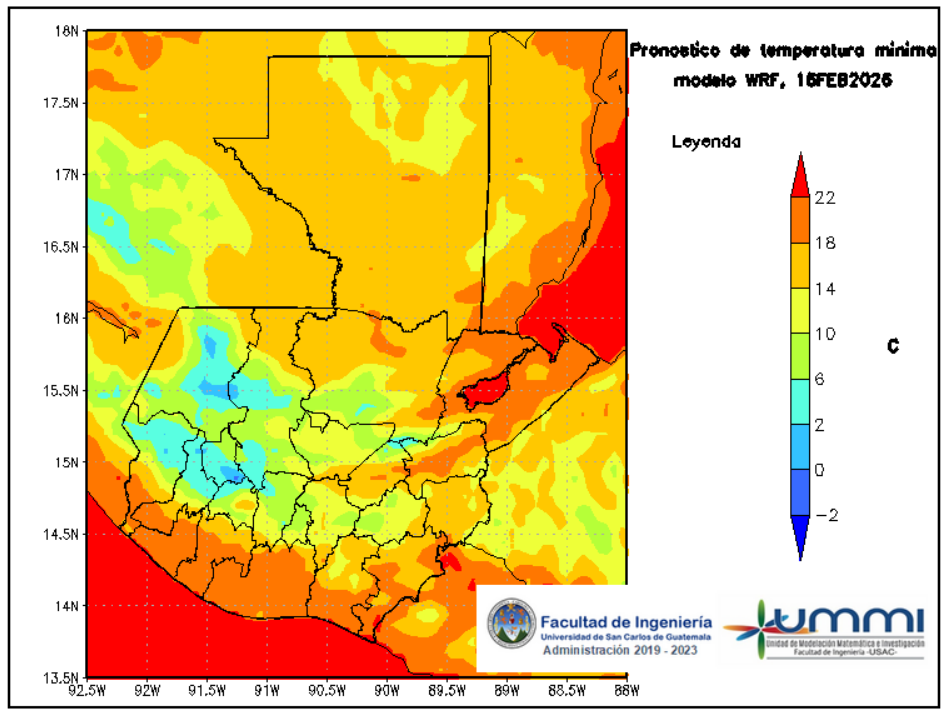 Pronostico de temperatura minima
modelo WRF, 16FEB2026
Leyenda
22
18
14
10
6
2
0
-2
C
18N
17.5N
17N
16.5N
16N
15.5N
15N
14.5N
14N
13.5N
92.5W 92W 91.5W 91W 90.5W 90W 89.5W 89W 88.5W 88W
Facultad de Ingeniería
Universidad de San Carlos de Guatemala
Administración 2019 - 2023
UMMI
Unidad de Modelación Matemática e Investigación
Facultad de Ingeniería -USAC-